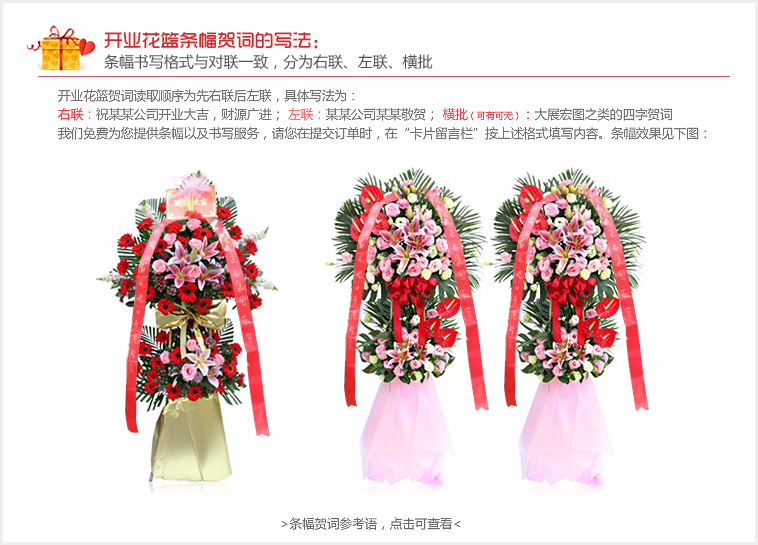 开业花篮条幅贺词的写法：
条幅书写格式与对联一致，分为右联、左联、横批
开业花篮贺词读取顺序为先右联后左联，具体写法为：
右联：祝某某公司开业大吉，财源广进； 左联：某某公司某某敬贺； 横批（可有可无）：大展宏图之类的四字贺词
我们免费为您提供条幅以及书写服务，请您在提交订单时，在“卡片留言栏”按上述格式填写内容。条幅效果见下图：
>条幅贺词参考语，点击可查看<